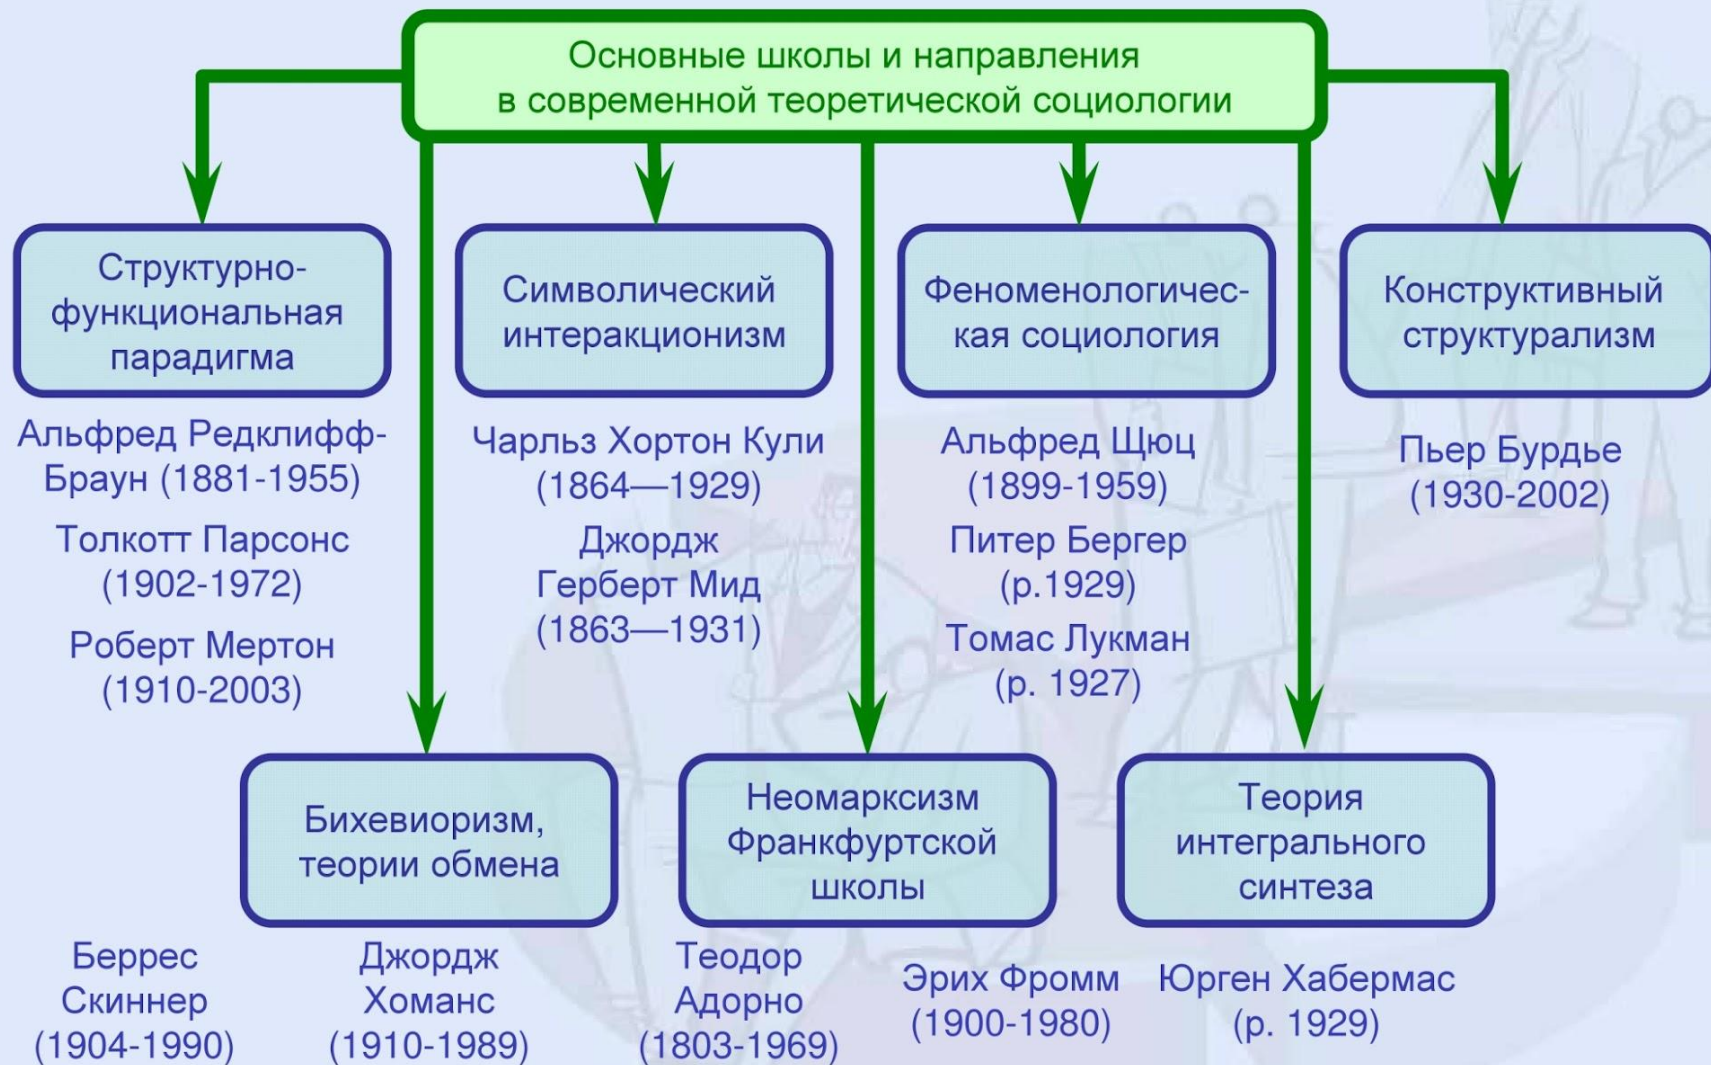 Основные школы и направления
в современной теоретической социологии
Структурно-
функциональная
парадигма
Альфред Редклифф-
Браун (1881-1955)
Толкотт Парсонс
(1902-1972)
Роберт Мертон
(1910-2003)
Символический
интеракционизм
Чарльз Хортон Кули
(1864—1929)
Джордж
Герберт Мид
(1863—1931)
Феноменологичес-
кая социология
Альфред Щюц
(1899-1959)
Питер Бергер
(р.1929)
Томас Лукман
(р. 1927)
Конструктивный
структурализм
Пьер Бурдье
(1930-2002)
Бихевиоризм,
теории обмена
Беррес
Скиннер
(1904-1990)
Джордж
Хоманс
(1910-1989)
Неомарксизм
Франкфуртской
школы
Теодор
Адорно
(1803-1969)
Эрих Фромм
(1900-1980)
Теория
интегрального
синтеза
Юрген Хабермас
(р. 1929)